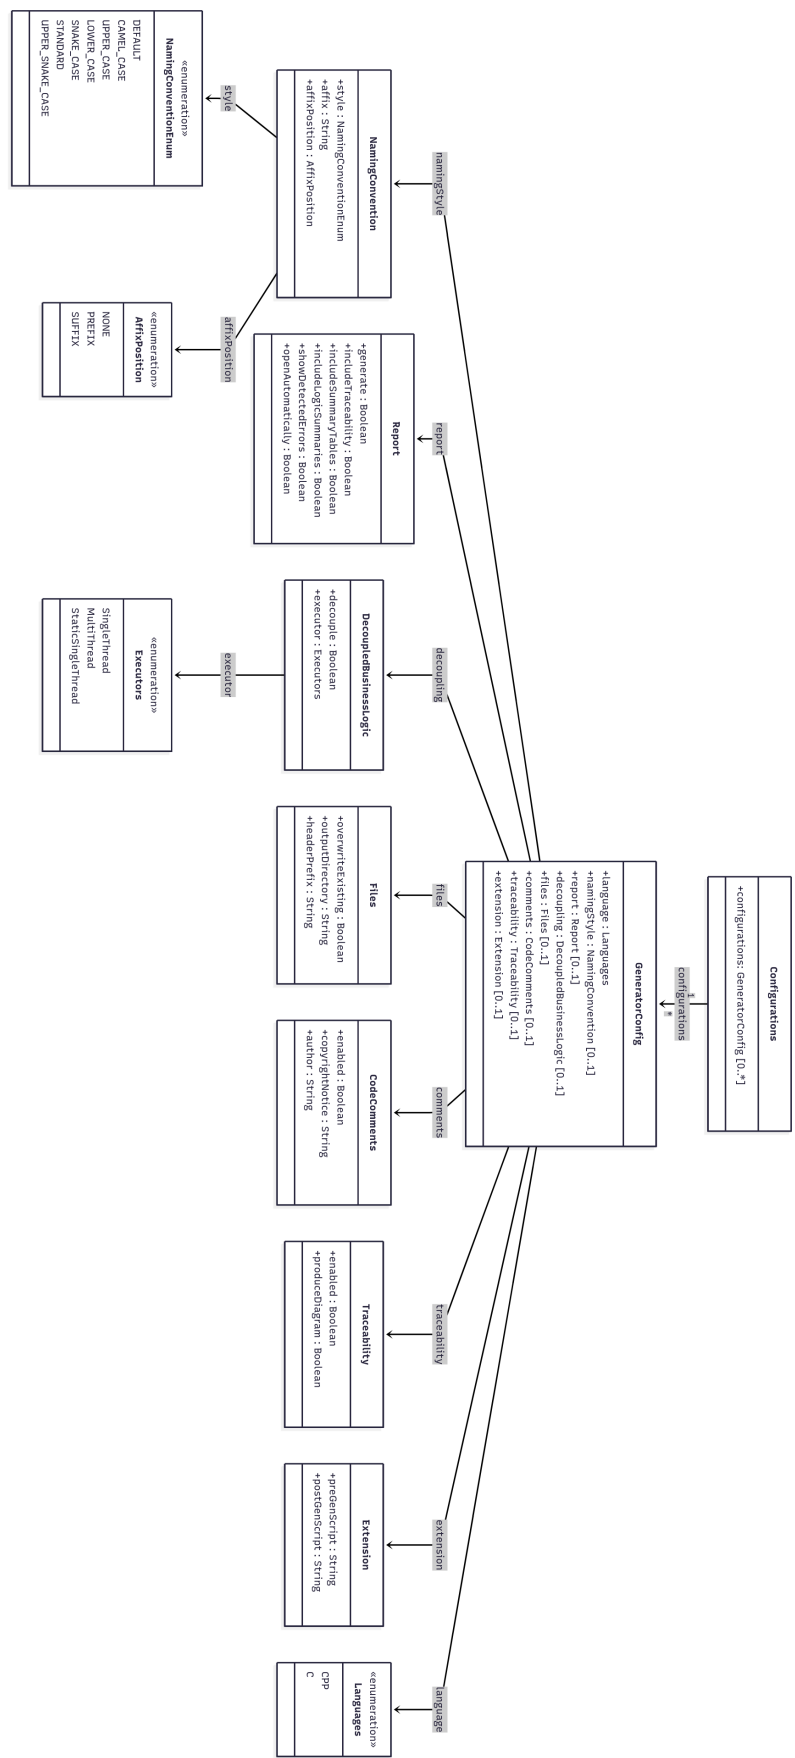 Configurations
+configurations: GeneratorConfig [0..*]
1
configurations
*
GeneratorConfig
+language : Languages
+namingStyle : NamingConvention [0..1]
+report : Report [0..1]
+decoupling : DecoupledBusinessLogic [0..1]
+files : Files [0..1]
+comments : CodeComments [0..1]
+traceability : Traceability [0..1]
+extension : Extension [0..1]
namingStyle
report
decoupling
files
comments
traceability
extension
language
NamingConvention
+style : NamingConventionEnum
+affix : String
+affixPosition : AffixPosition
Report
+generate : Boolean
+includeTraceability : Boolean
+includeSummaryTables : Boolean
+includeLogicSummaries : Boolean
+showDetectedErrors : Boolean
+openAutomatically : Boolean
DecoupledBusinessLogic
+decouple : Boolean
+executor : Executors
Files
+overwriteExisting : Boolean
+outputDirectory : String
+headerPrefix : String
CodeComments
+enabled : Boolean
+copyrightNotice : String
+author : String
Traceability
+enabled : Boolean
+produceDiagram : Boolean
Extension
+preGenScript : String
+postGenScript : String
«enumeration»
Languages
CPP
C
style
affixPosition
executor
«enumeration»
NamingConventionEnum
DEFAULT
CAMEL_CASE
UPPER_CASE
LOWER_CASE
SNAKE_CASE
STANDARD
UPPER_SNAKE_CASE
«enumeration»
AffixPosition
NONE
PREFIX
SUFFIX
«enumeration»
Executors
SingleThread
MultiThread
StaticSingleThread